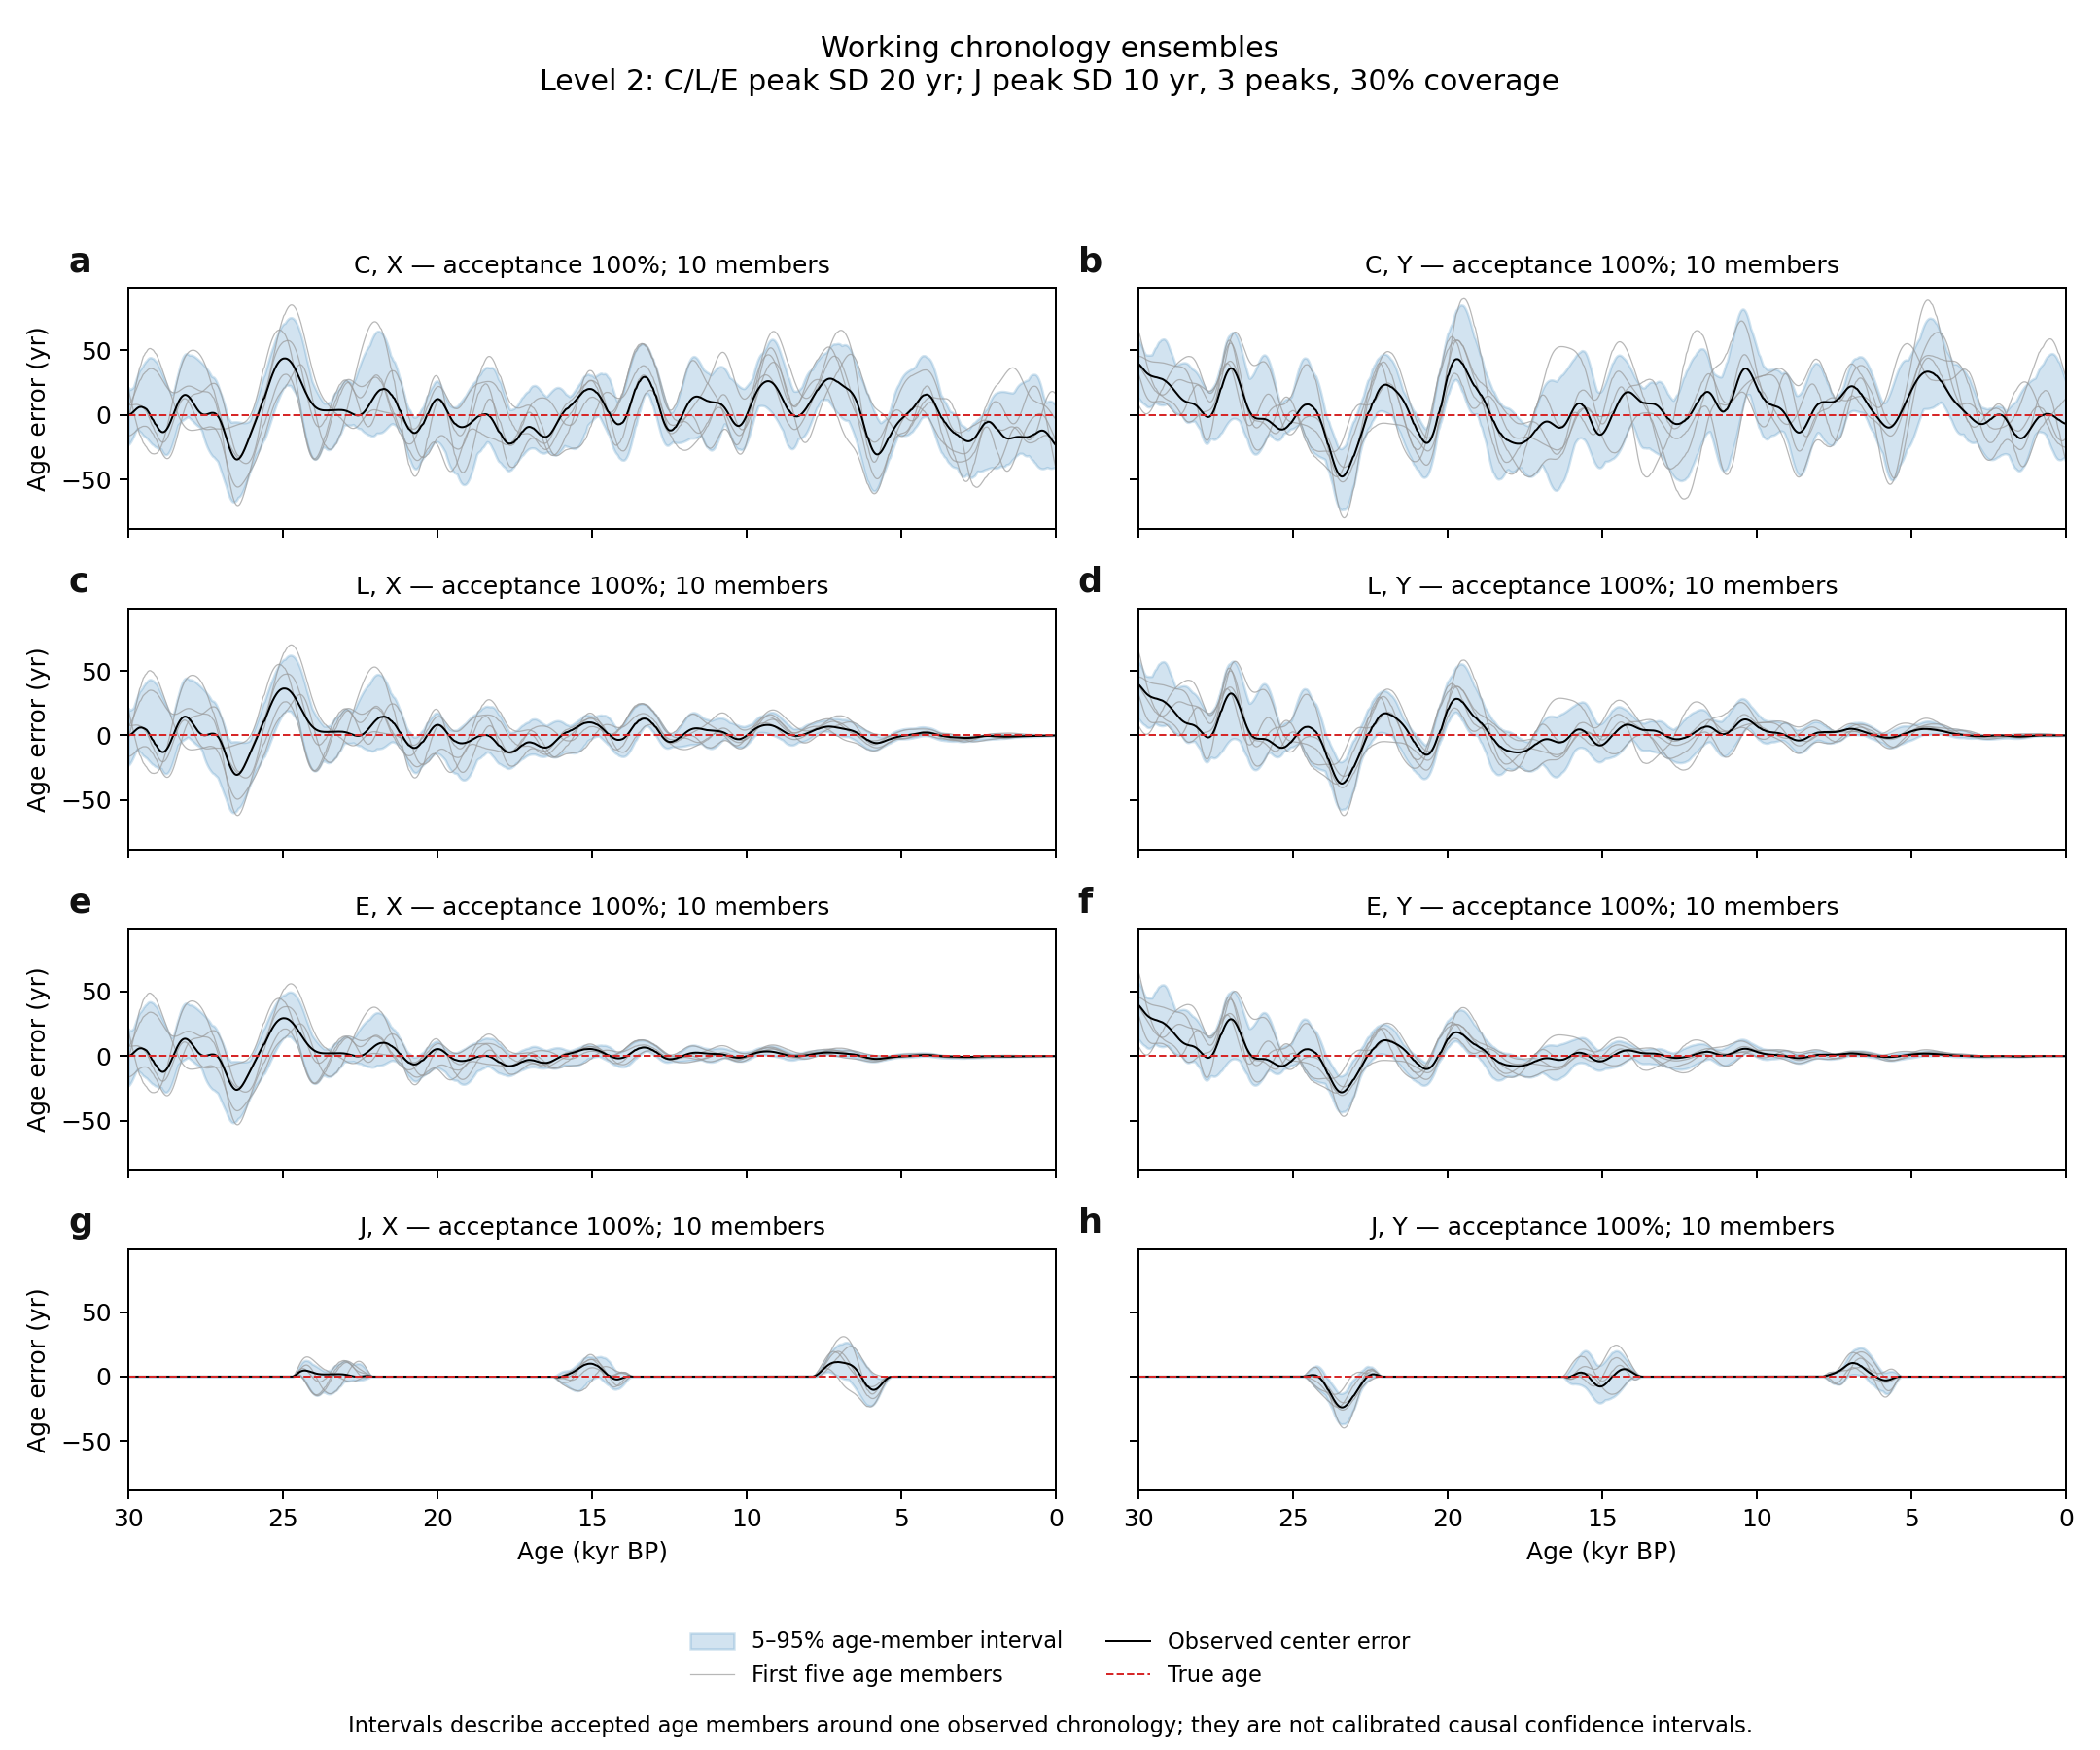 Working chronology ensembles
Level 2: C/L/E peak SD 20 yr; J peak SD 10 yr, 3 peaks, 30% coverage
a
C, X — acceptance 100%; 10 members
Age error (yr)
50
0
−50
b
C, Y — acceptance 100%; 10 members
c
L, X — acceptance 100%; 10 members
Age error (yr)
50
0
−50
d
L, Y — acceptance 100%; 10 members
e
E, X — acceptance 100%; 10 members
Age error (yr)
50
0
−50
f
E, Y — acceptance 100%; 10 members
g
J, X — acceptance 100%; 10 members
Age error (yr)
50
0
−50
30 25 20 15 10 5 0
Age (kyr BP)
h
J, Y — acceptance 100%; 10 members
30 25 20 15 10 5 0
Age (kyr BP)
5–95% age-member interval
First five age members
Observed center error
True age
Intervals describe accepted age members around one observed chronology; they are not calibrated causal confidence intervals.